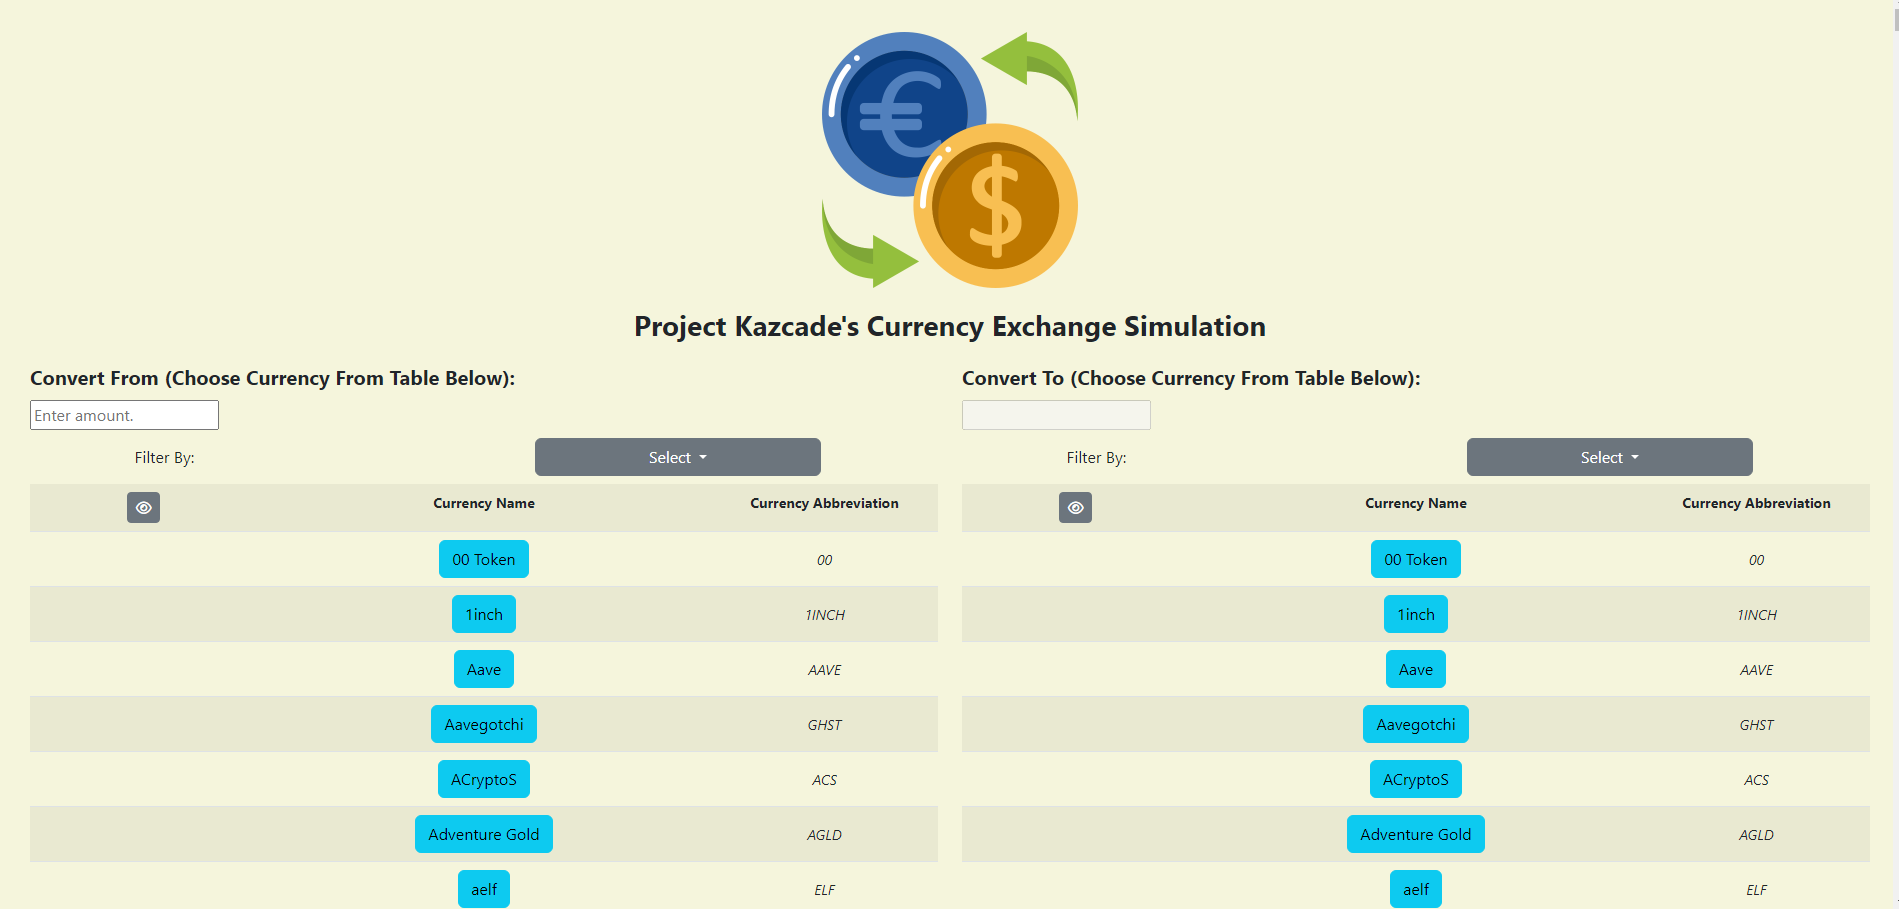 €
$
Project Kazcade's Currency Exchange Simulation
Convert From (Choose Currency From Table Below):
Enter amount.
Filter By:
Select
Currency Name
Currency Abbreviation
00 Token
00
1inch
1INCH
Aave
AAVE
Aavegotchi
GHST
ACryptoS
ACS
Adventure Gold
AGLD
aelf
ELF
Convert To (Choose Currency From Table Below):
Filter By:
Select
Currency Name
Currency Abbreviation
00 Token
00
1inch
1INCH
Aave
AAVE
Aavegotchi
GHST
ACryptoS
ACS
Adventure Gold
AGLD
aelf
ELF